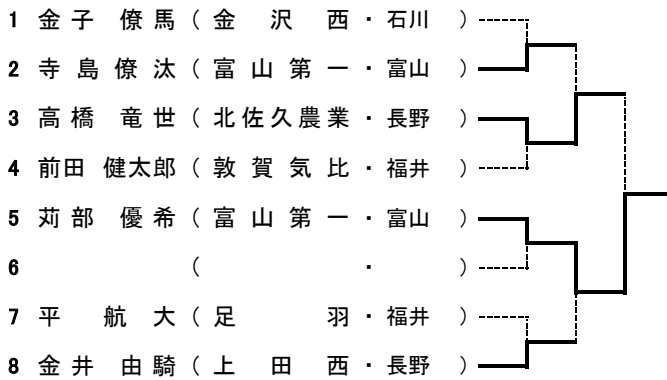 1 金子 僚馬 ( 金沢西 ・ 石川 )
2 寺島 僚汰 ( 富山第一 ・ 富山 )
3 高橋 竜世 ( 北佐久農業 ・ 長野 )
4 前田 健太郎 ( 敦賀気比 ・ 福井 )
5 苅部 優希 ( 富山第一 ・ 富山 )
6 ( ・ )
7 平 航大 ( 足羽 ・ 福井 )
8 金井 由騎 ( 上田西 ・ 長野 )